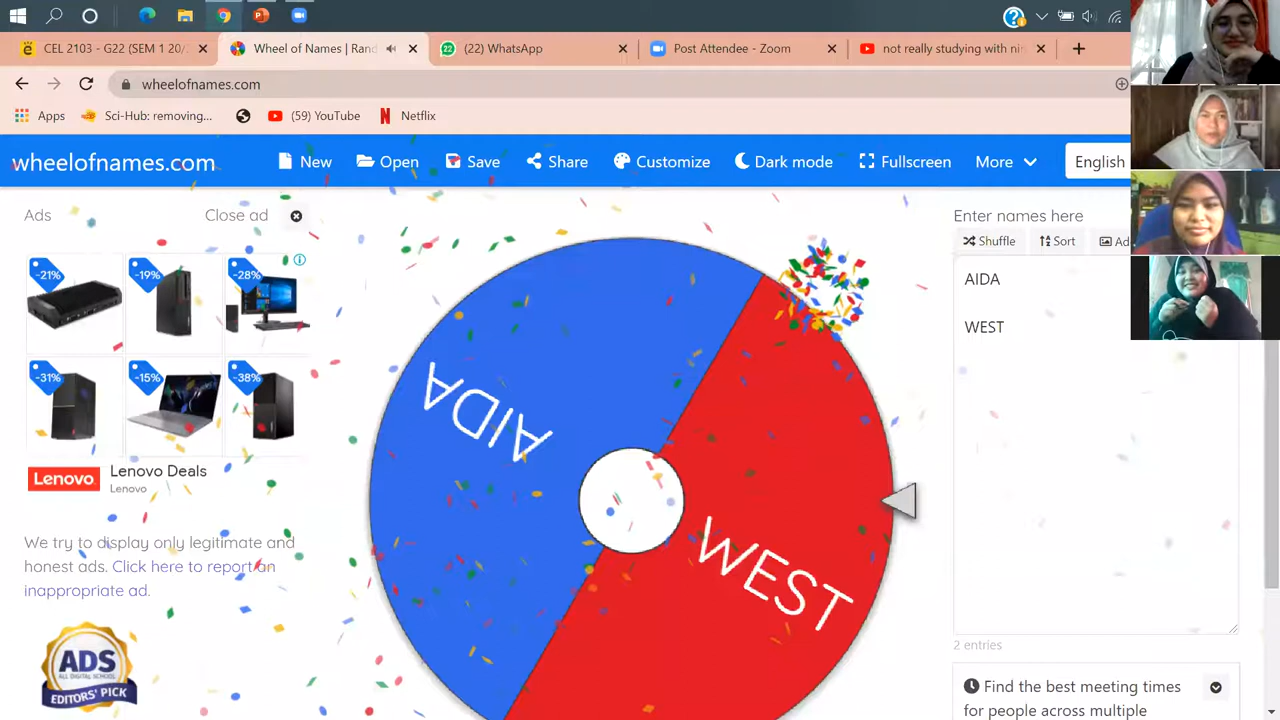 CEL 2103 - G22 (SEM 1 20/
Wheel of Names | Ran
(22) WhatsApp
Post Attendee - Zoom
not really studying with ni
wheelofnames.com
Apps
Sci-Hub: removing...
(59) YouTube
Netflix
wheelofnames.com
New
Open
Save
Share
Customize
Dark mode
Fullscreen
More
English
Ads
Close ad
-21%
-19%
-28%
-31%
-15%
-38%
Lenovo
Lenovo Deals
Lenovo
We try to display only legitimate and
honest ads. Click here to report an
inappropriate ad.
ADS
ALL DIGITAL SCHOOL
EDITORS' PICK
AIDA
WEST
Enter names here
Shuffle
Sort
Ad
AIDA
WEST
2 entries
Find the best meeting times
for people across multiple